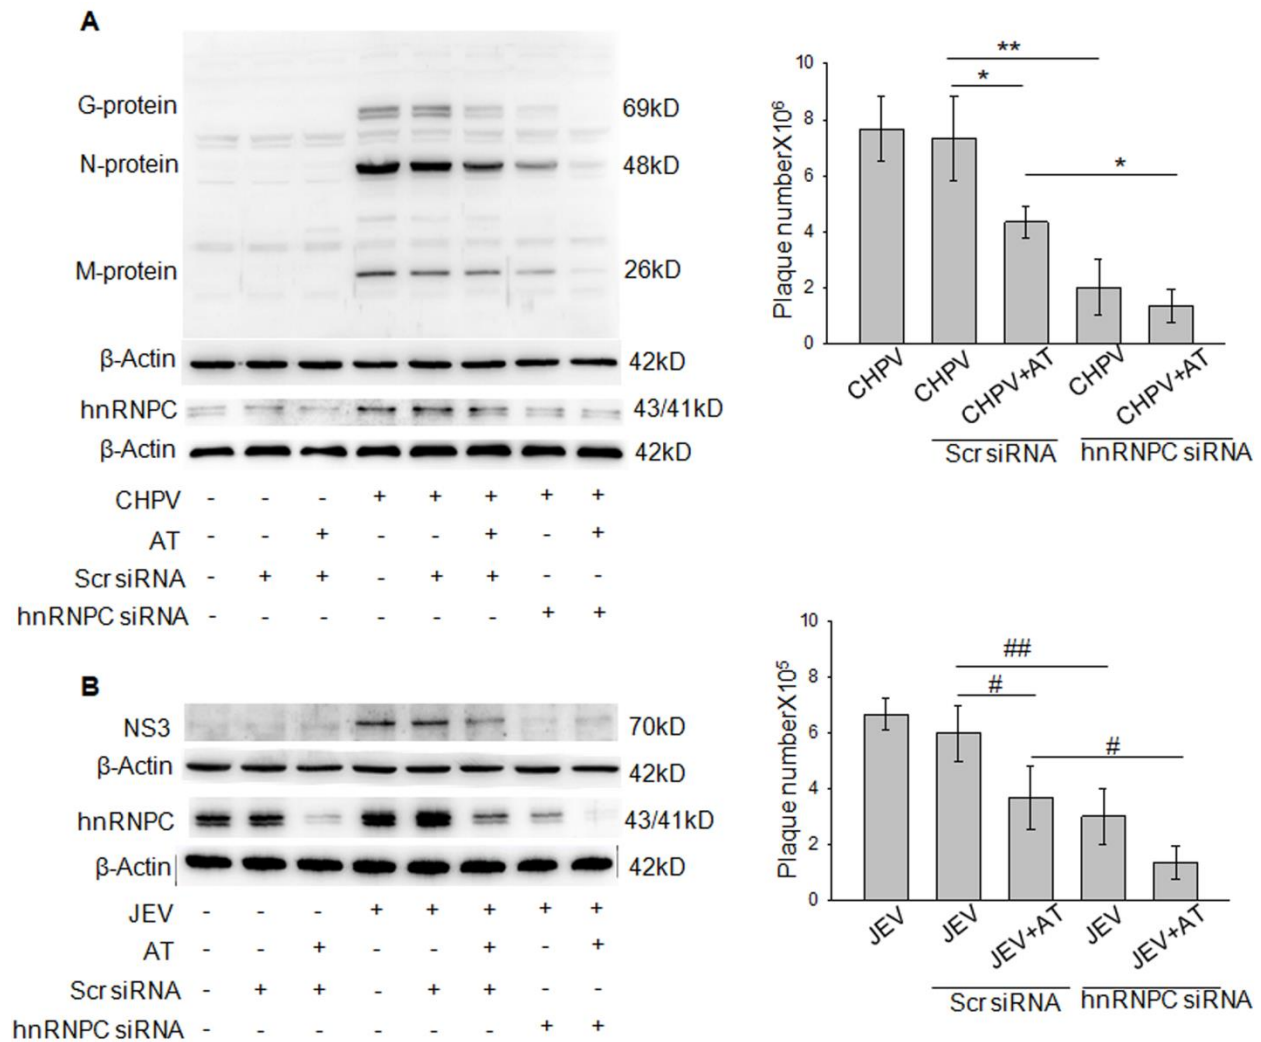 A
G-protein 69kD
N-protein 48kD
M-protein 26kD
β-Actin 42kD
hnRNPC 43/41kD
β-Actin 42kD
CHPV - - - + + + + +
AT - - + - - + - +
Scr siRNA - + + - + + - -
hnRNPC siRNA - - - - - - + +
**
*
*
Plaque numberX10⁶
10
8
6
4
2
0
CHPV CHPV CHPV+AT CHPV CHPV+AT
Scr siRNA hnRNPC siRNA
B
NS3 70kD
β-Actin 42kD
hnRNPC 43/41kD
β-Actin 42kD
JEV - - - + + + + +
AT - - + - - + - +
Scr siRNA - + + - + + - -
hnRNPC siRNA - - - - - - + +
##
#
#
Plaque numberX10⁵
10
8
6
4
2
0
JEV JEV JEV+AT JEV JEV+AT
Scr siRNA hnRNPC siRNA